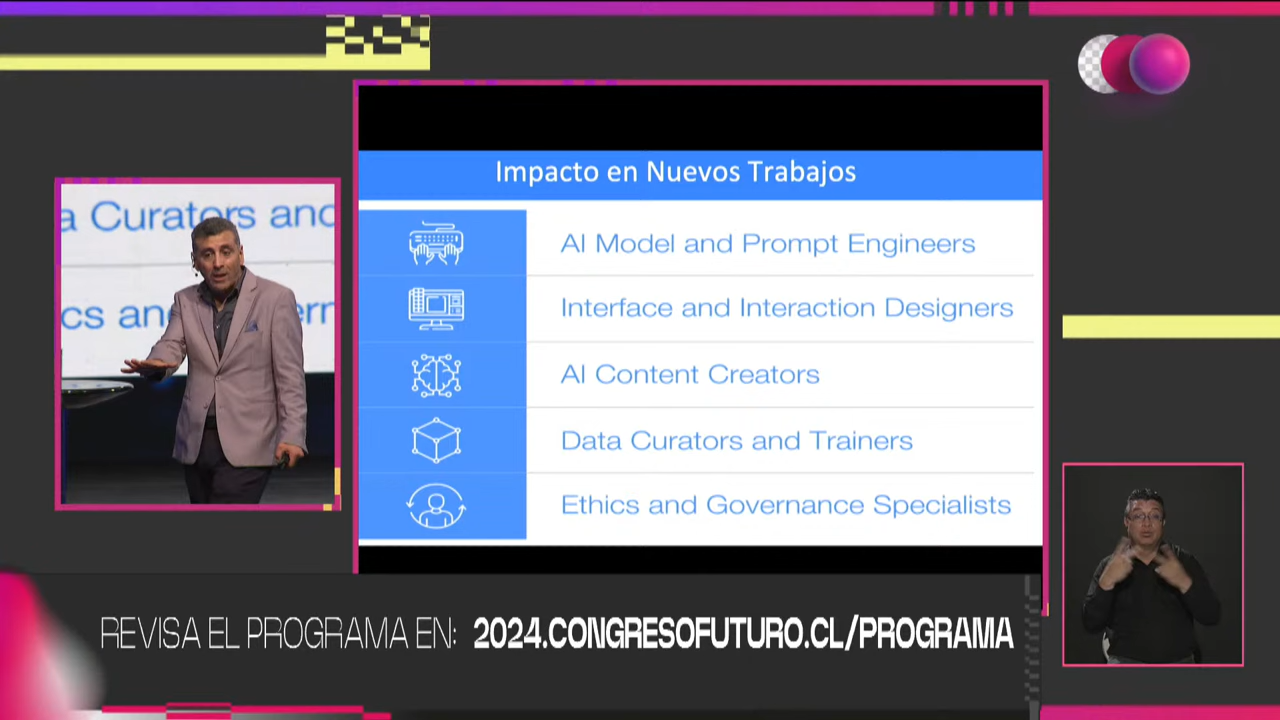 a Curators and
cs and
ern
Impacto en Nuevos Trabajos
AI Model and Prompt Engineers
Interface and Interaction Designers
AI Content Creators
Data Curators and Trainers
Ethics and Governance Specialists
REVISA EL PROGRAMA EN: 2024.CONGRESOFUTURO.CL/PROGRAMA